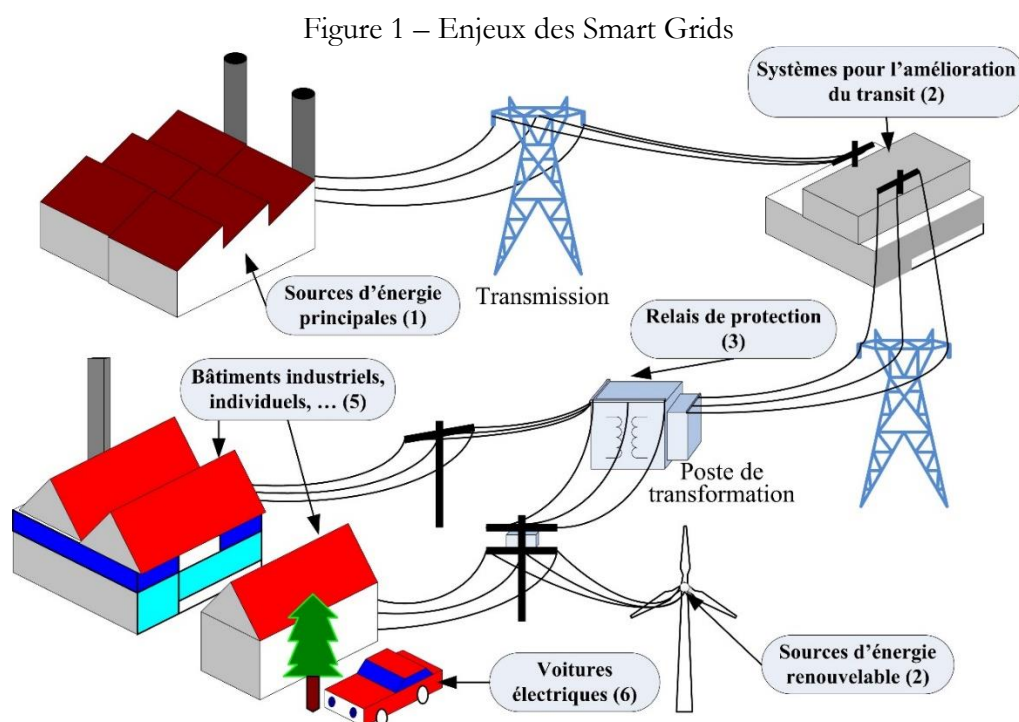 Figure 1 – Enjeux des Smart Grids
Systèmes pour l'amélioration
du transit (2)
Sources d'énergie
principales (1)
Transmission
Relais de protection
(3)
Bâtiments industriels,
individuels, … (5)
Poste de
transformation
Voitures
électriques (6)
Sources d'énergie
renouvelable (2)